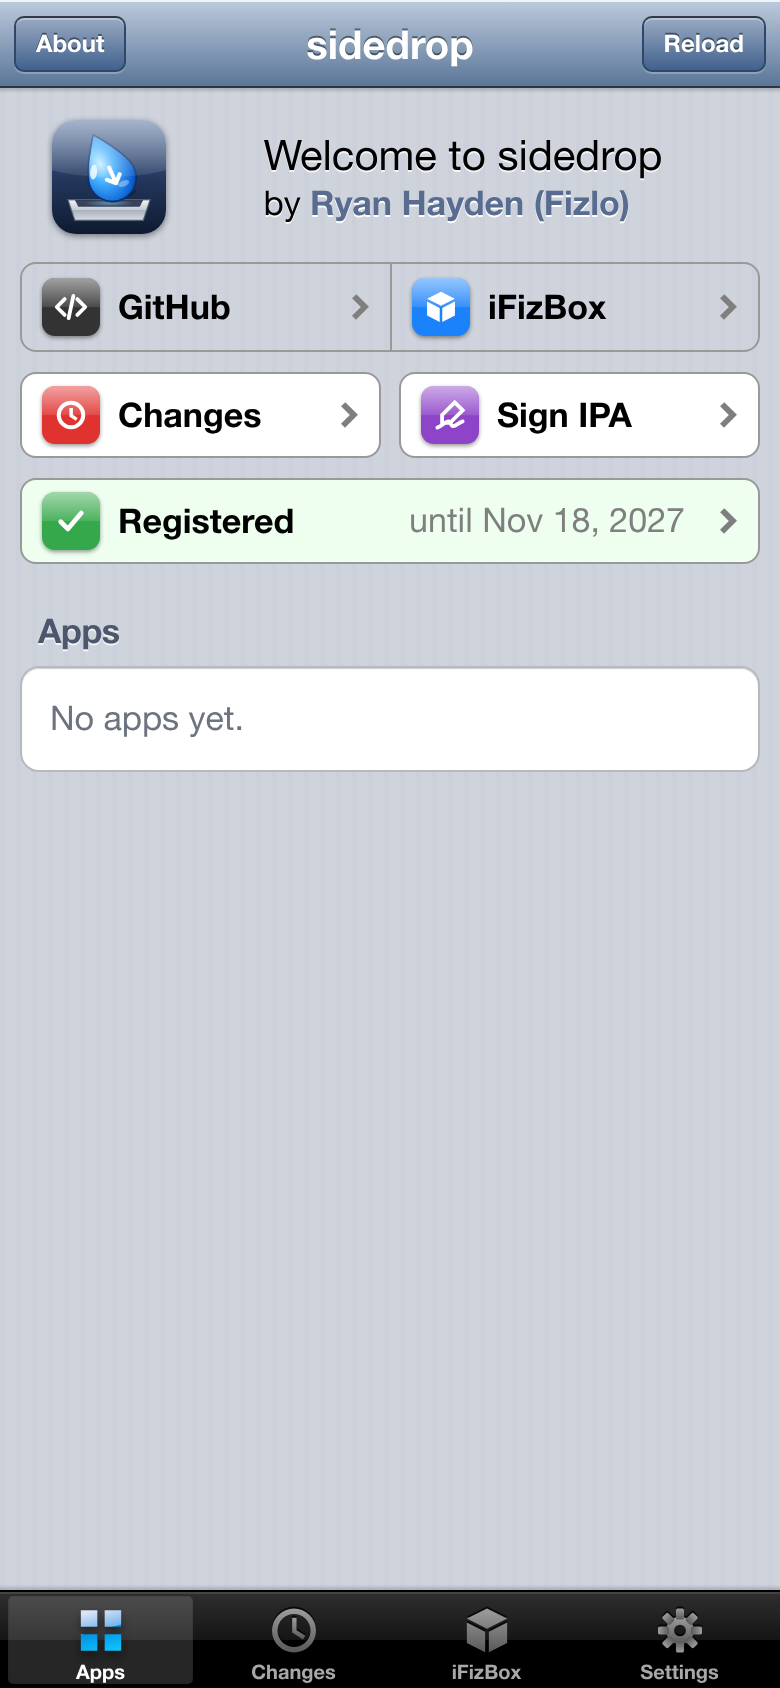 About
sidedrop
Reload
Welcome to sidedrop
by Ryan Hayden (Fizlo)
GitHub
iFizBox
Changes
Sign IPA
Registered
until Nov 18, 2027
Apps
No apps yet.
Apps
Changes
iFizBox
Settings